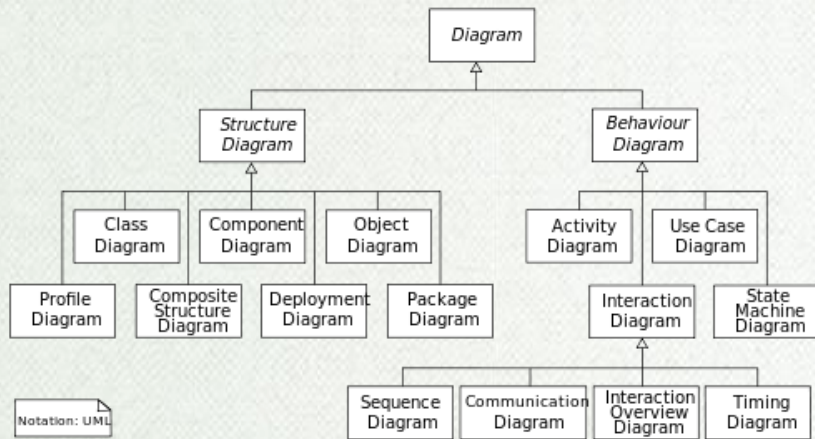 Diagram
Structure
Diagram
Behaviour
Diagram
Class
Diagram
Component
Diagram
Object
Diagram
Activity
Diagram
Use Case
Diagram
Profile
Diagram
Composite
Structure
Diagram
Deployment
Diagram
Package
Diagram
Interaction
Diagram
State
Machine
Diagram
Sequence
Diagram
Communication
Diagram
Interaction
Overview
Diagram
Timing
Diagram
Notation: UML